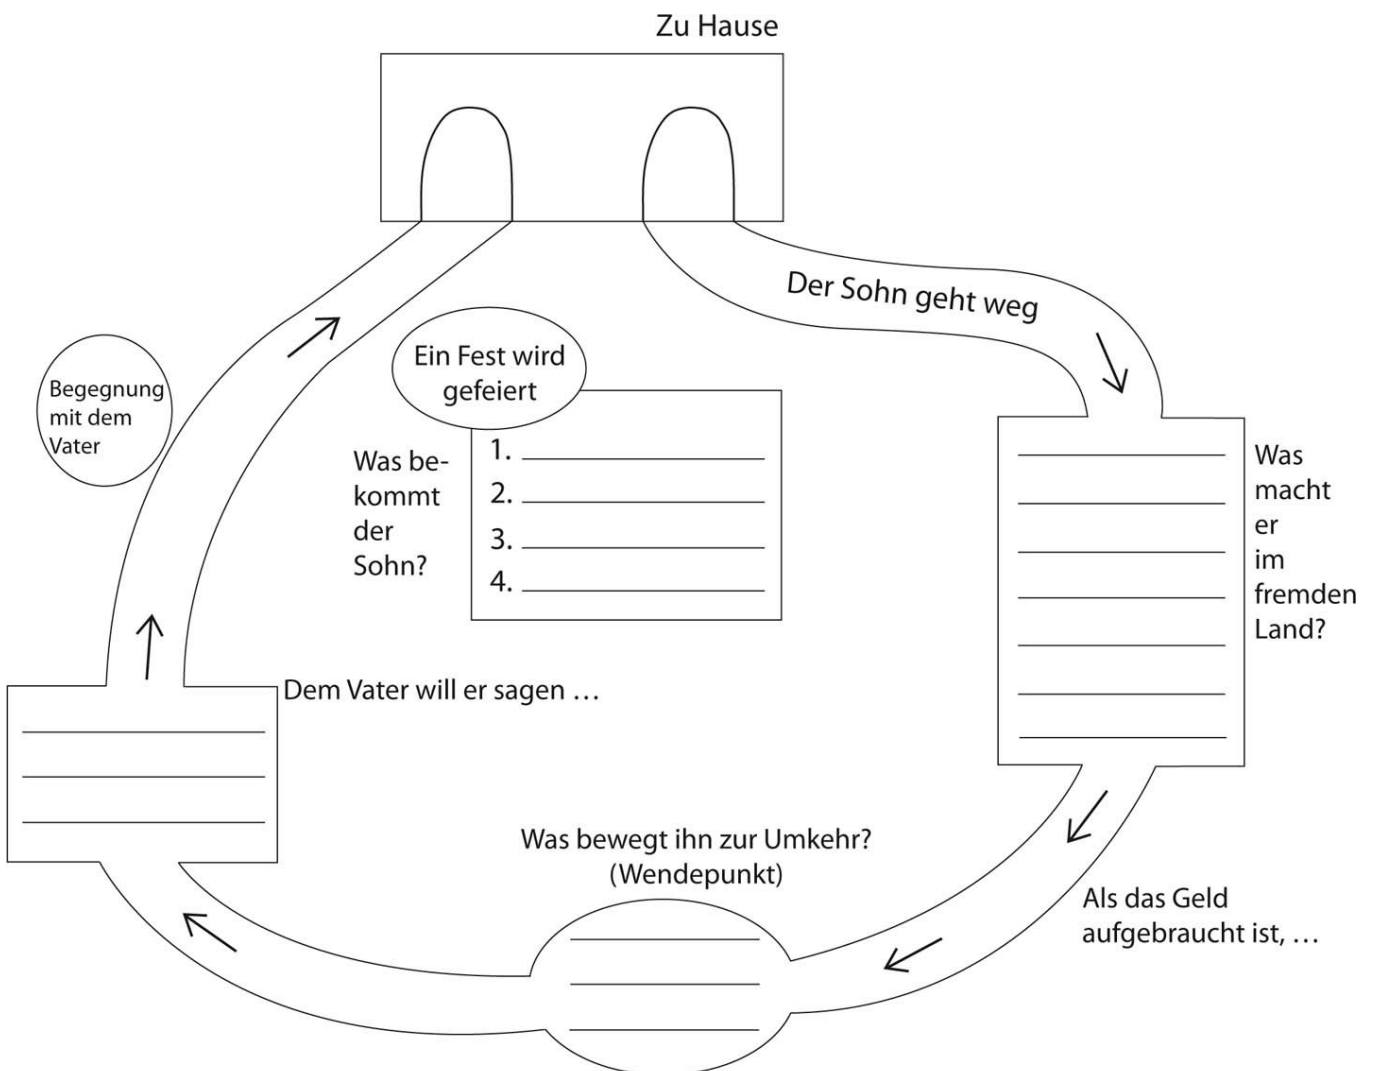 Zu Hause
Der Sohn geht weg
Ein Fest wird
gefeiert
Begegnung
mit dem
Vater
Was be-
kommt
der
Sohn?
1.
2.
3.
4.
Was
macht
er
im
fremden
Land?
Dem Vater will er sagen …
Was bewegt ihn zur Umkehr?
(Wendepunkt)
Als das Geld
aufgebraucht ist, …